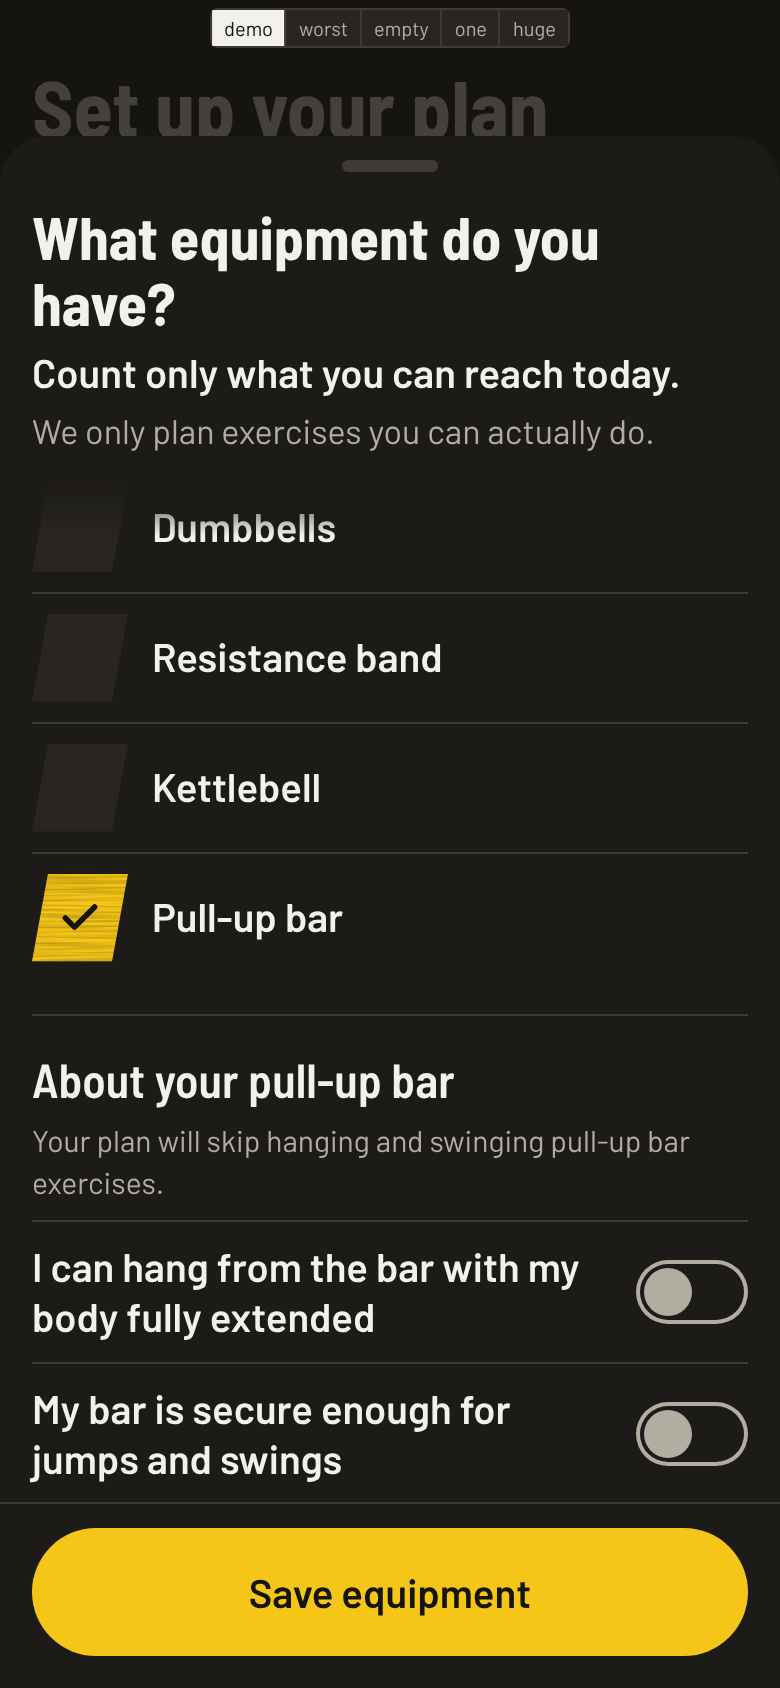 demo worst empty one huge
Set up your plan
What equipment do you
have?
Count only what you can reach today.
We only plan exercises you can actually do.
Dumbbells
Resistance band
Kettlebell
Pull-up bar
About your pull-up bar
Your plan will skip hanging and swinging pull-up bar
exercises.
I can hang from the bar with my
body fully extended
My bar is secure enough for
jumps and swings
Save equipment